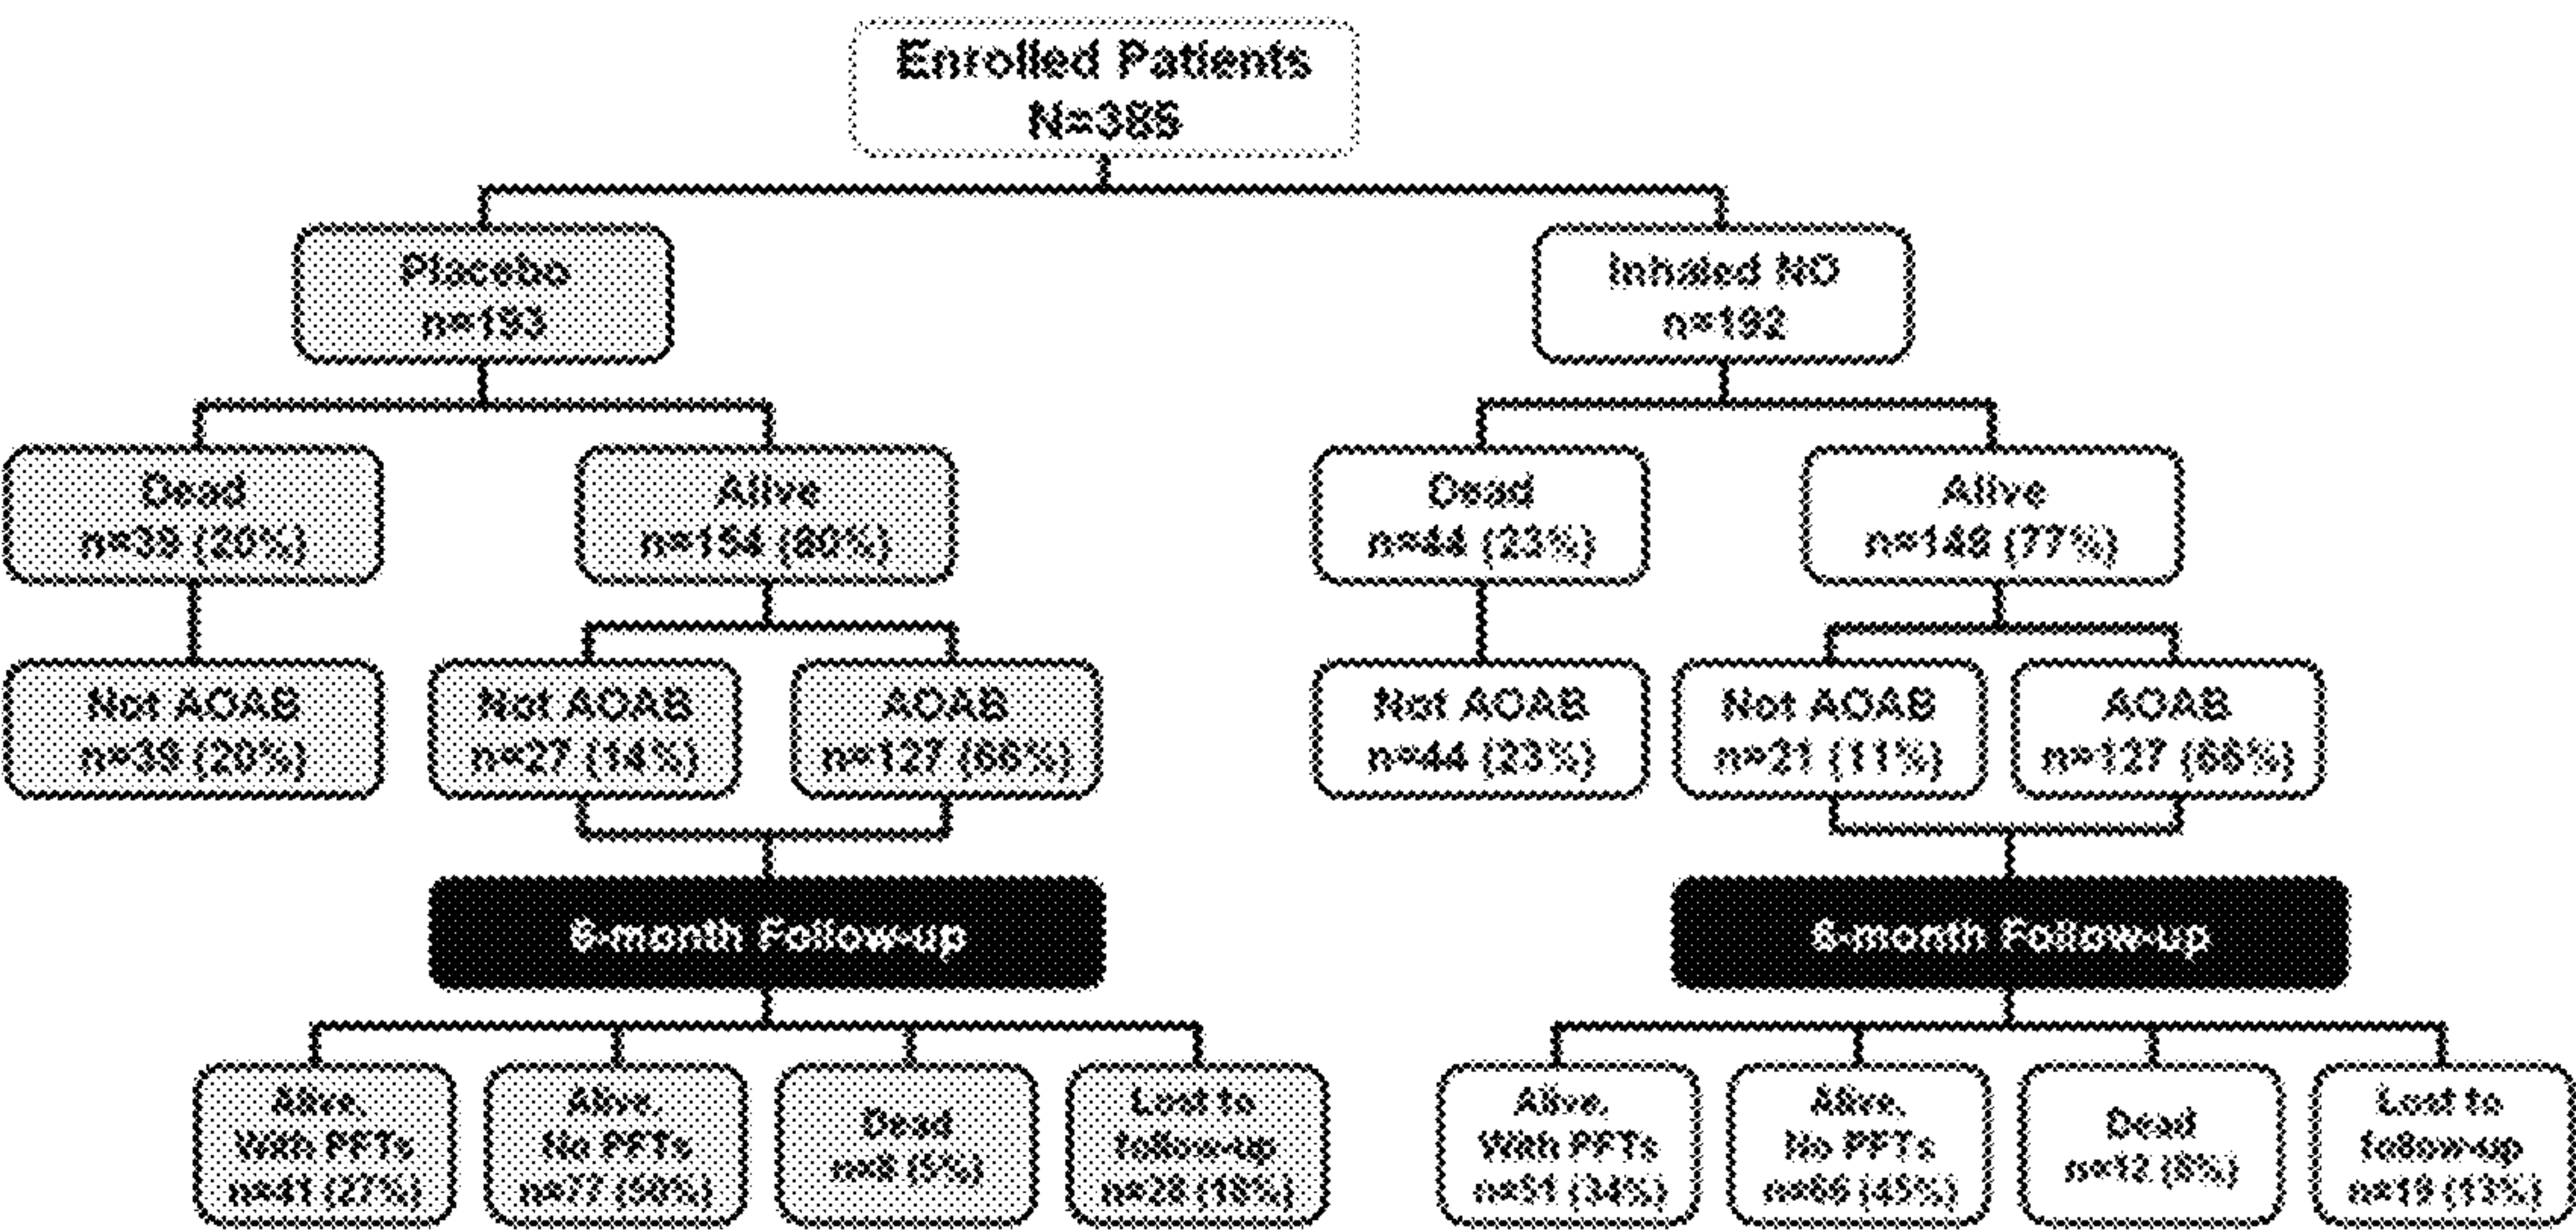 Enrolled Patients
N=385
Placebo
n=193
Inhaled NO
n=192
Dead
n=39 (20%)
Alive
n=154 (80%)
Dead
n=44 (23%)
Alive
n=148 (77%)
Not AOAB
n=39 (20%)
Not AOAB
n=27 (14%)
AOAB
n=127 (66%)
Not AOAB
n=44 (23%)
Not AOAB
n=21 (11%)
AOAB
n=127 (66%)
6-month Follow-up
6-month Follow-up
Alive,
With PFTs
n=41 (27%)
Alive,
No PFTs
n=77 (50%)
Dead
n=8 (5%)
Lost to
follow-up
n=28 (18%)
Alive,
With PFTs
n=51 (34%)
Alive,
No PFTs
n=66 (45%)
Dead
n=12 (8%)
Lost to
follow-up
n=19 (13%)